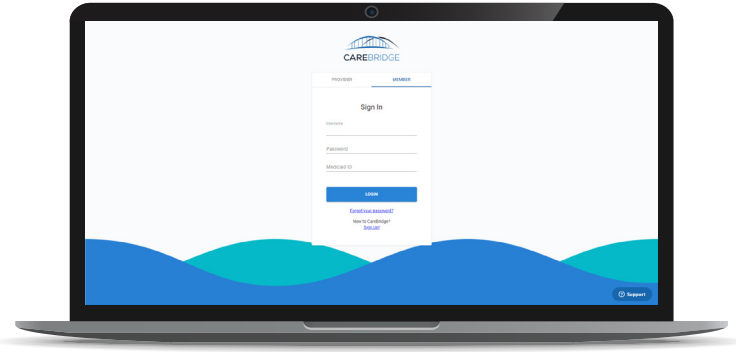 CAREBRIDGE
PROVIDER MEMBER
Sign In
Username
Password
Medicaid ID
LOGIN
Forgot your password?
New to CareBridge?
Sign up!
Support